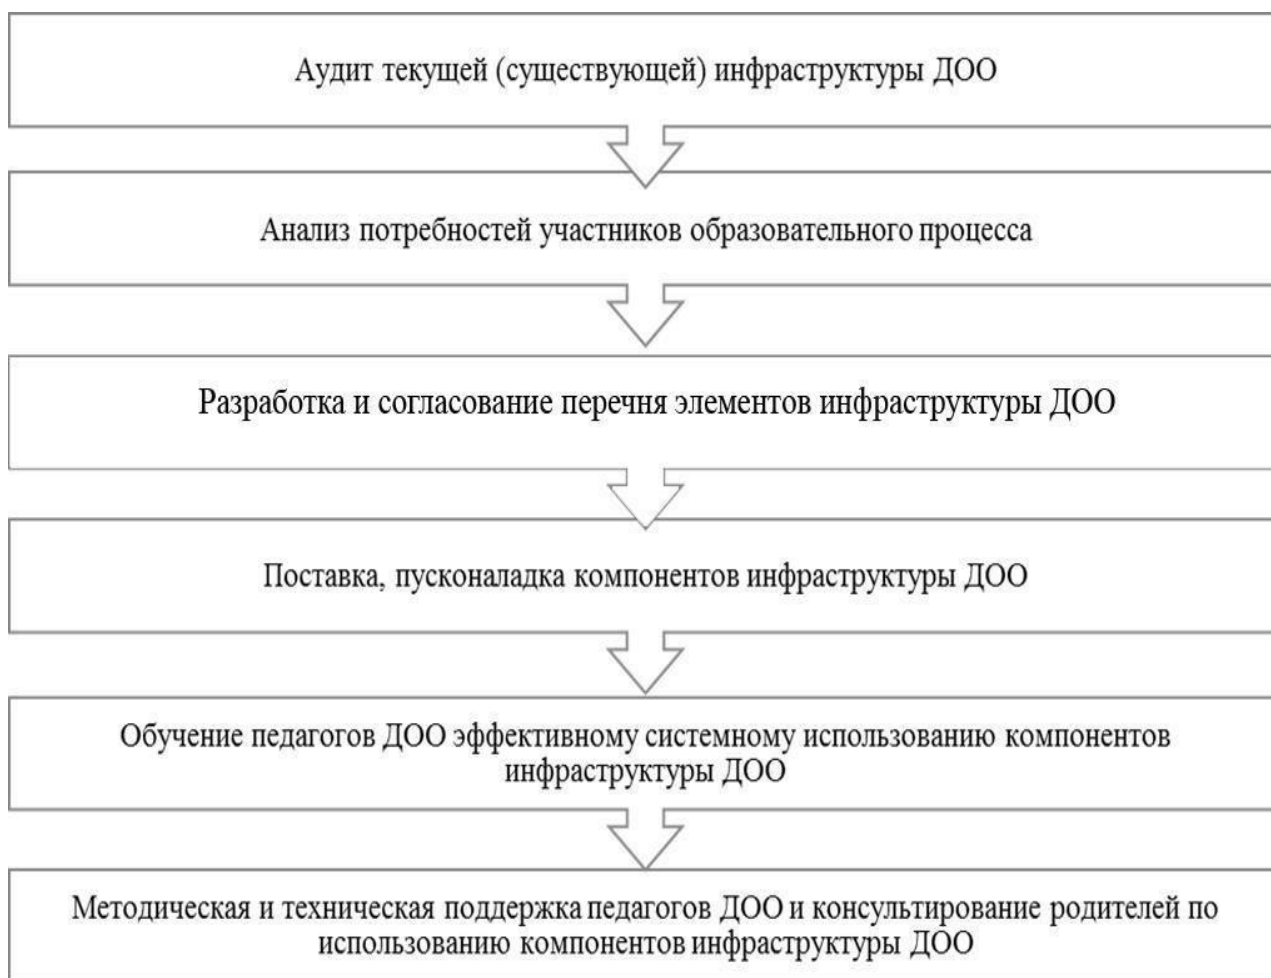 Аудит текущей (существующей) инфраструктуры ДОО
Анализ потребностей участников образовательного процесса
Разработка и согласование перечня элементов инфраструктуры ДОО
Поставка, пусконаладка компонентов инфраструктуры ДОО
Обучение педагогов ДОО эффективному системному использованию компонентов
инфраструктуры ДОО
Методическая и техническая поддержка педагогов ДОО и консультирование родителей по
использованию компонентов инфраструктуры ДОО